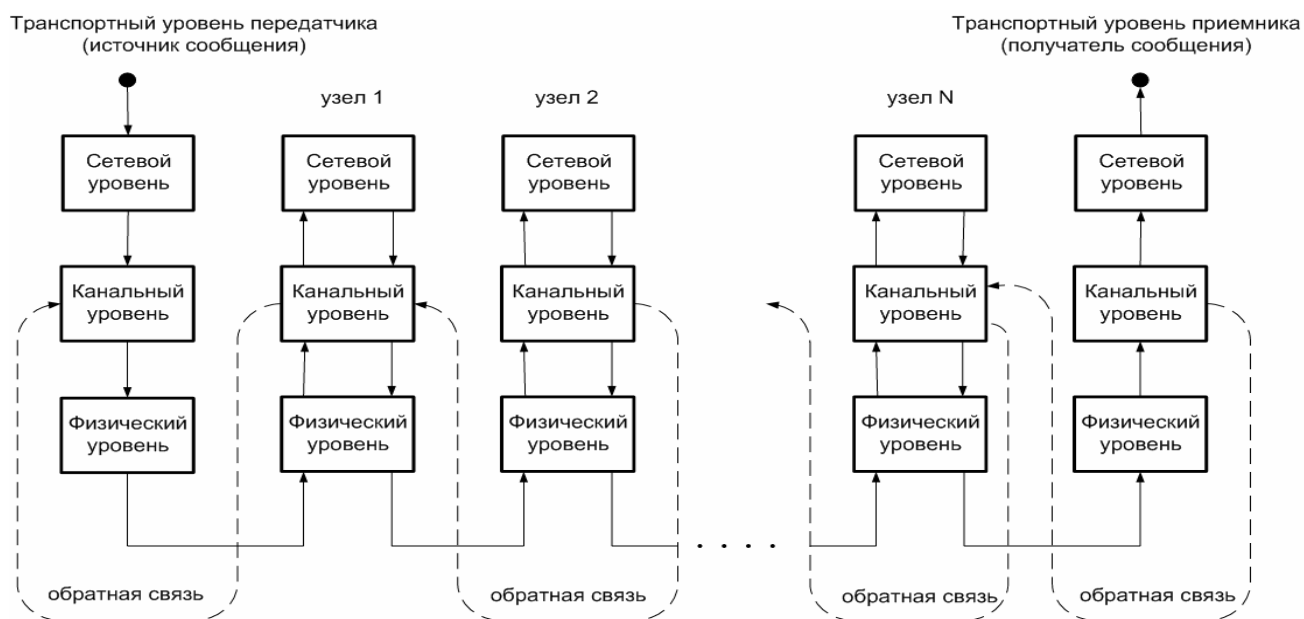 Транспортный уровень передатчика
(источник сообщения)
Транспортный уровень приемника
(получатель сообщения)
узел 1
узел 2
узел N
Сетевой
уровень
Сетевой
уровень
Сетевой
уровень
Сетевой
уровень
Сетевой
уровень
Канальный
уровень
Канальный
уровень
Канальный
уровень
Канальный
уровень
Канальный
уровень
Физический
уровень
Физический
уровень
Физический
уровень
Физический
уровень
Физический
уровень
. . . .
обратная связь
обратная связь
обратная связь
обратная связь